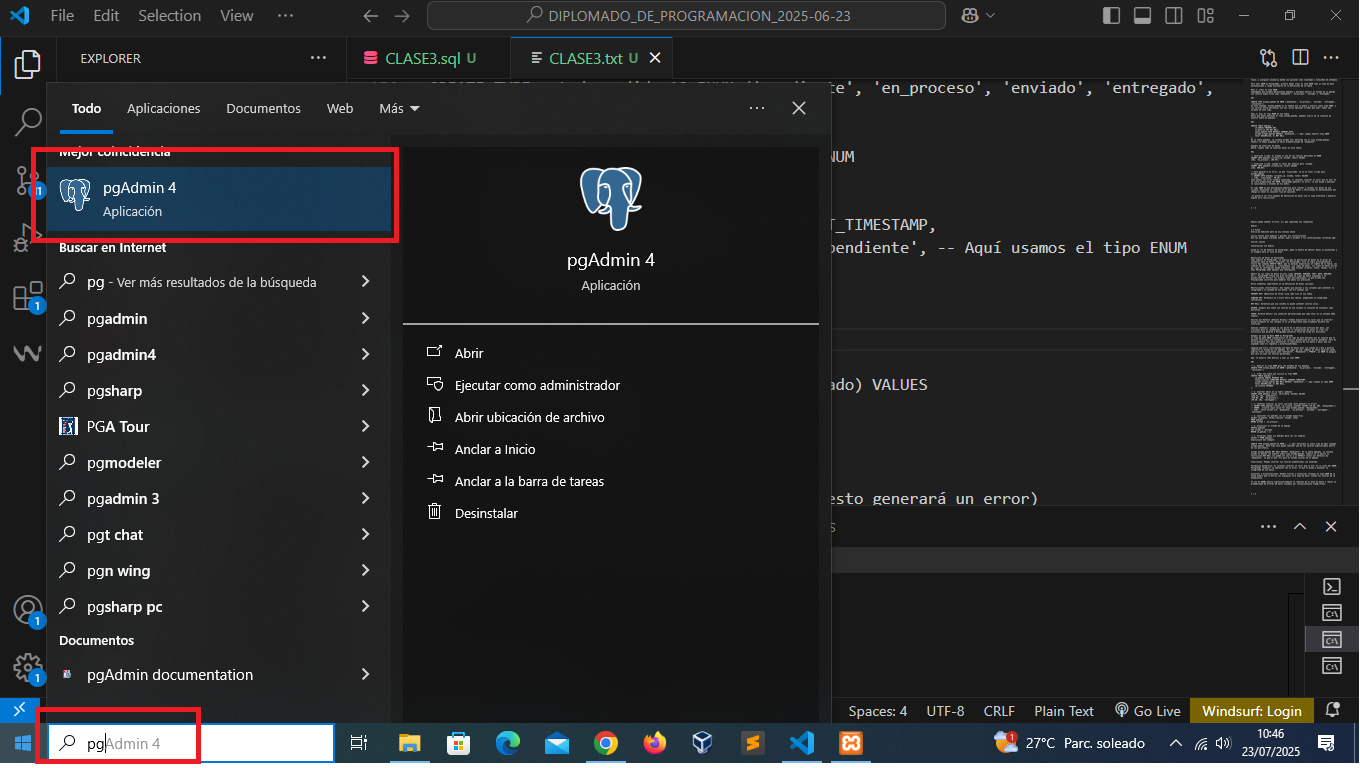 File Edit Selection View ··· DIPLOMADO_DE_PROGRAMACION_2025-06-23
EXPLORER ··· CLASE3.sql U CLASE3.txt U
Todo Aplicaciones Documentos Web Más ···
Mejor coincidencia
pgAdmin 4
Aplicación
Buscar en Internet
pg - Ver más resultados de la búsqueda
pgadmin
pgadmin4
pgsharp
PGA Tour
pgmodeler
pgadmin 3
pgt chat
pgn wing
pgsharp pc
Documentos
pgAdmin documentation
pgAdmin 4
Aplicación
Abrir
Ejecutar como administrador
Abrir ubicación de archivo
Anclar a Inicio
Anclar a la barra de tareas
Desinstalar
te', 'en_proceso', 'enviado', 'entregado',
NUM
T_TIMESTAMP,
pendiente', -- Aquí usamos el tipo ENUM
ado) VALUES
esto generará un error)
1
1
1
1
Spaces: 4 UTF-8 CRLF Plain Text Go Live Windsurf: Login
pgAdmin 4
1
27°C Parc. soleado
10:46
23/07/2025